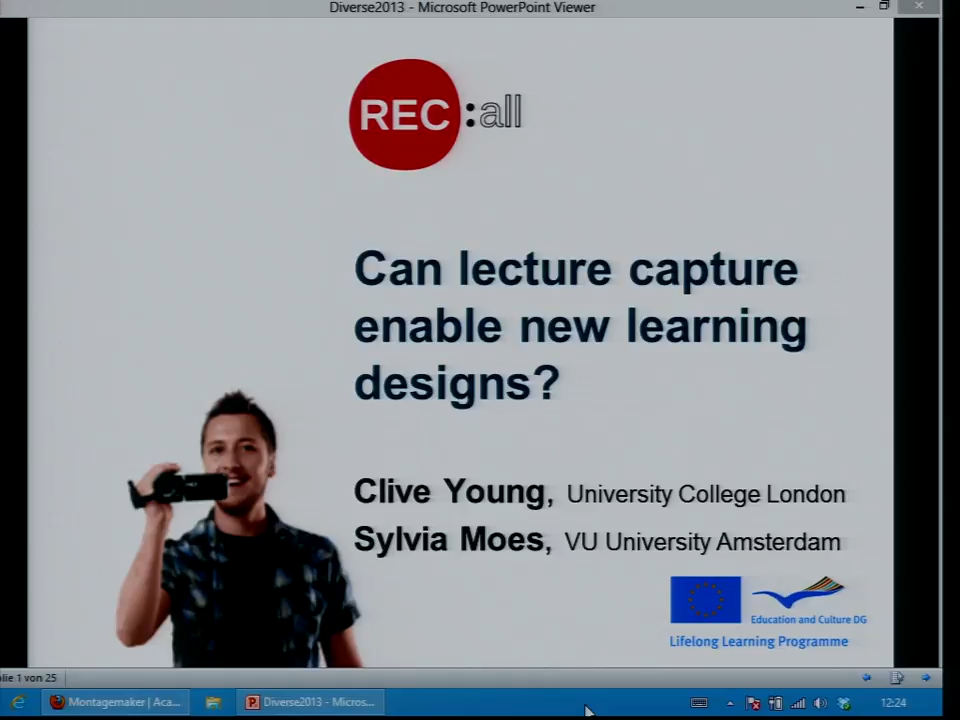 Diverse2013 - Microsoft PowerPoint Viewer
REC:all
Can lecture capture
enable new learning
designs?
Clive Young, University College London
Sylvia Moes, VU University Amsterdam
Education and Culture DG
Lifelong Learning Programme
lie 1 von 25
Montagemaker | Aca...
Diverse2013 - Micros...
12:24